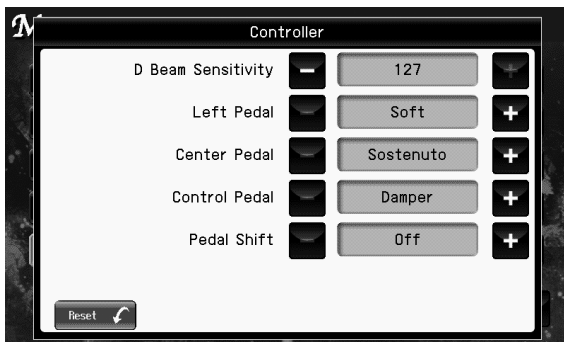 Controller
D Beam Sensitivity - 127 +
Left Pedal - Soft +
Center Pedal - Sostenuto +
Control Pedal - Damper +
Pedal Shift - Off +
Reset